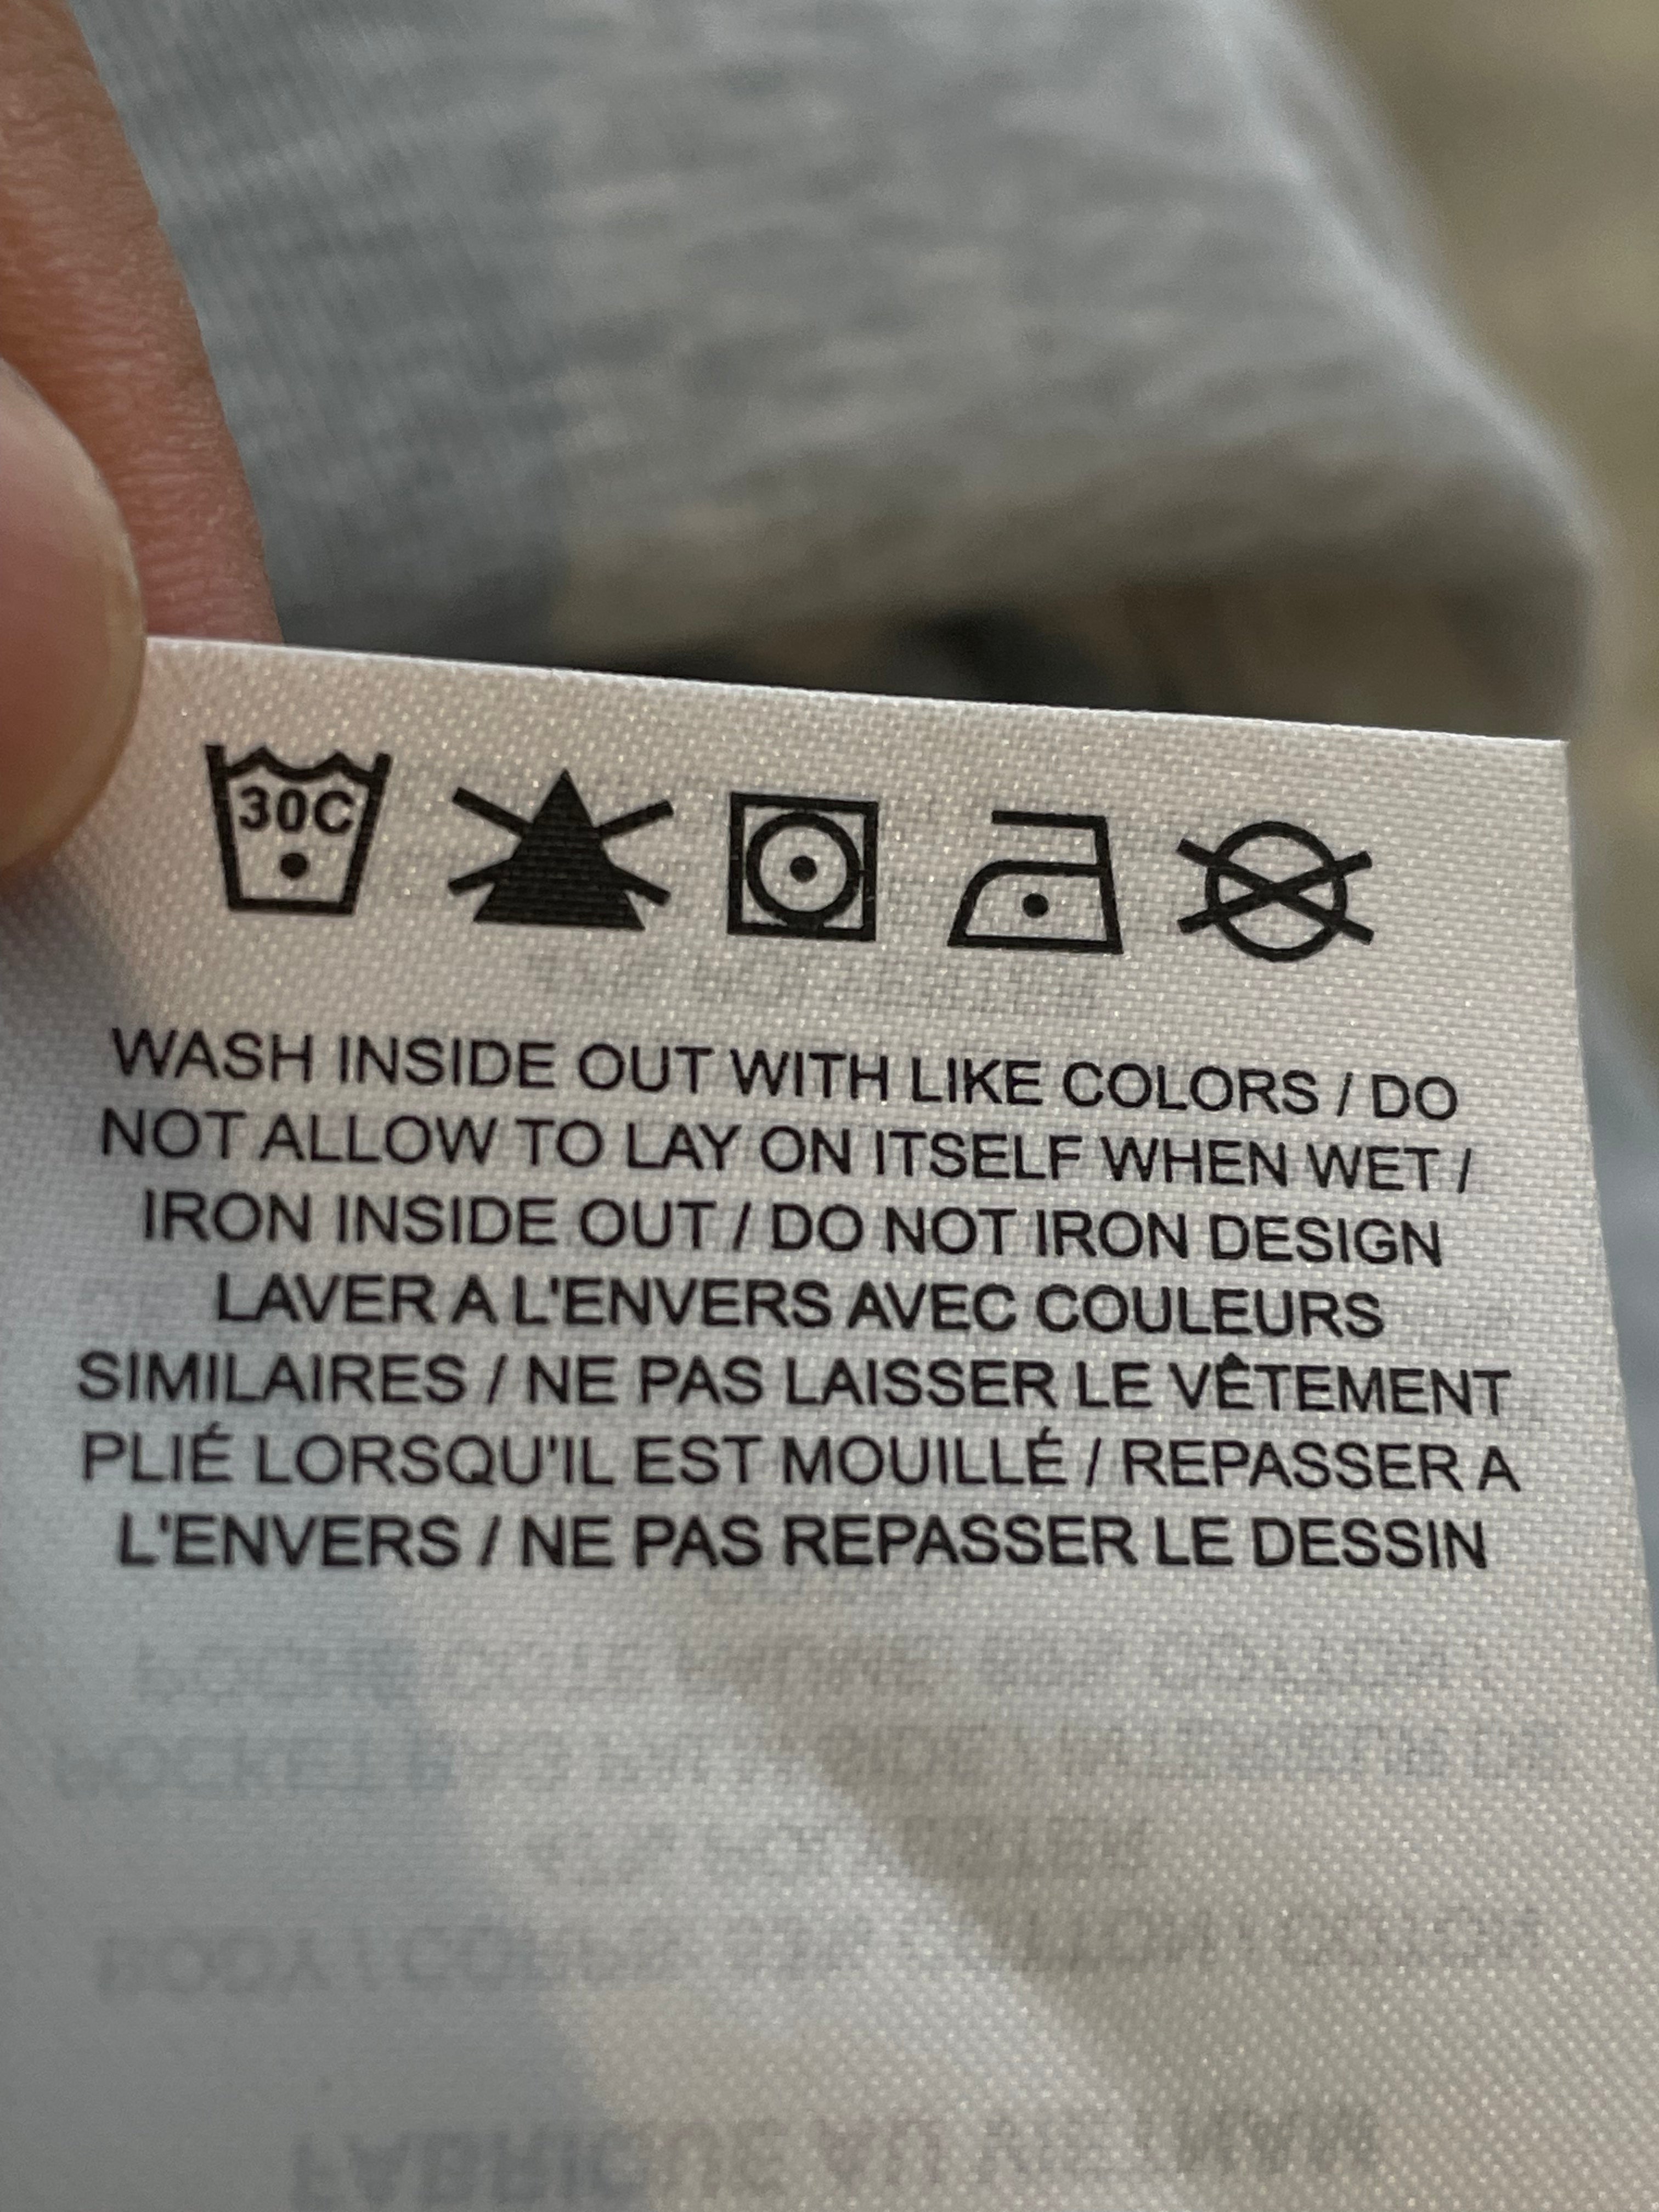 30C
WASH INSIDE OUT WITH LIKE COLORS / DO
NOT ALLOW TO LAY ON ITSELF WHEN WET /
IRON INSIDE OUT / DO NOT IRON DESIGN
LAVER A L'ENVERS AVEC COULEURS
SIMILAIRES / NE PAS LAISSER LE VÊTEMENT
PLIÉ LORSQU'IL EST MOUILLÉ / REPASSER A
L'ENVERS / NE PAS REPASSER LE DESSIN